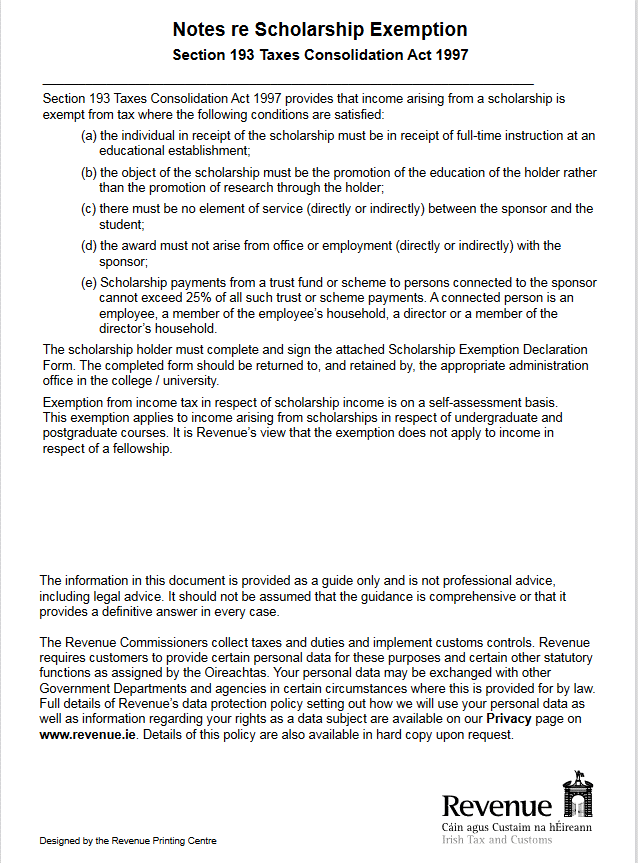 Notes re Scholarship Exemption
Section 193 Taxes Consolidation Act 1997
Section 193 Taxes Consolidation Act 1997 provides that income arising from a scholarship is
exempt from tax where the following conditions are satisfied:
(a) the individual in receipt of the scholarship must be in receipt of full-time instruction at an
educational establishment;
(b) the object of the scholarship must be the promotion of the education of the holder rather
than the promotion of research through the holder;
(c) there must be no element of service (directly or indirectly) between the sponsor and the
student;
(d) the award must not arise from office or employment (directly or indirectly) with the
sponsor;
(e) Scholarship payments from a trust fund or scheme to persons connected to the sponsor
cannot exceed 25% of all such trust or scheme payments. A connected person is an
employee, a member of the employee's household, a director or a member of the
director's household.
The scholarship holder must complete and sign the attached Scholarship Exemption Declaration
Form. The completed form should be returned to, and retained by, the appropriate administration
office in the college / university.
Exemption from income tax in respect of scholarship income is on a self-assessment basis.
This exemption applies to income arising from scholarships in respect of undergraduate and
postgraduate courses. It is Revenue's view that the exemption does not apply to income in
respect of a fellowship.
The information in this document is provided as a guide only and is not professional advice,
including legal advice. It should not be assumed that the guidance is comprehensive or that it
provides a definitive answer in every case.
The Revenue Commissioners collect taxes and duties and implement customs controls. Revenue
requires customers to provide certain personal data for these purposes and certain other statutory
functions as assigned by the Oireachtas. Your personal data may be exchanged with other
Government Departments and agencies in certain circumstances where this is provided for by law.
Full details of Revenue's data protection policy setting out how we will use your personal data as
well as information regarding your rights as a data subject are available on our Privacy page on
www.revenue.ie. Details of this policy are also available in hard copy upon request.
Revenue
Cáin agus Custaim na hÉireann
Irish Tax and Customs
Designed by the Revenue Printing Centre